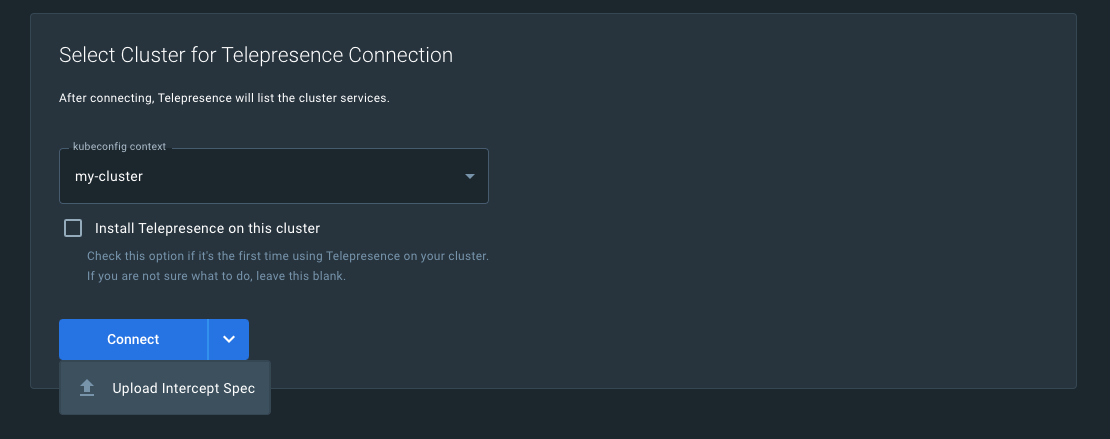 Select Cluster for Telepresence Connection
After connecting, Telepresence will list the cluster services.
kubeconfig context
my-cluster
Install Telepresence on this cluster
Check this option if it's the first time using Telepresence on your cluster.
If you are not sure what to do, leave this blank.
Connect
Upload Intercept Spec